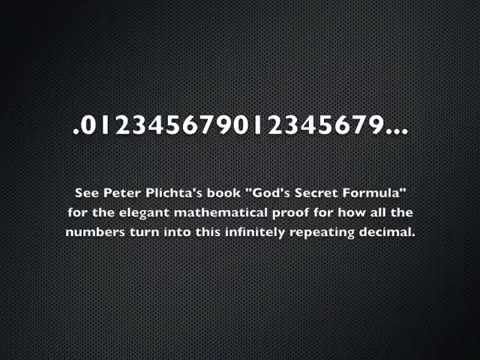 .012345679012345679...
See Peter Plichta's book "God's Secret Formula"
for the elegant mathematical proof for how all the
numbers turn into this infinitely repeating decimal.